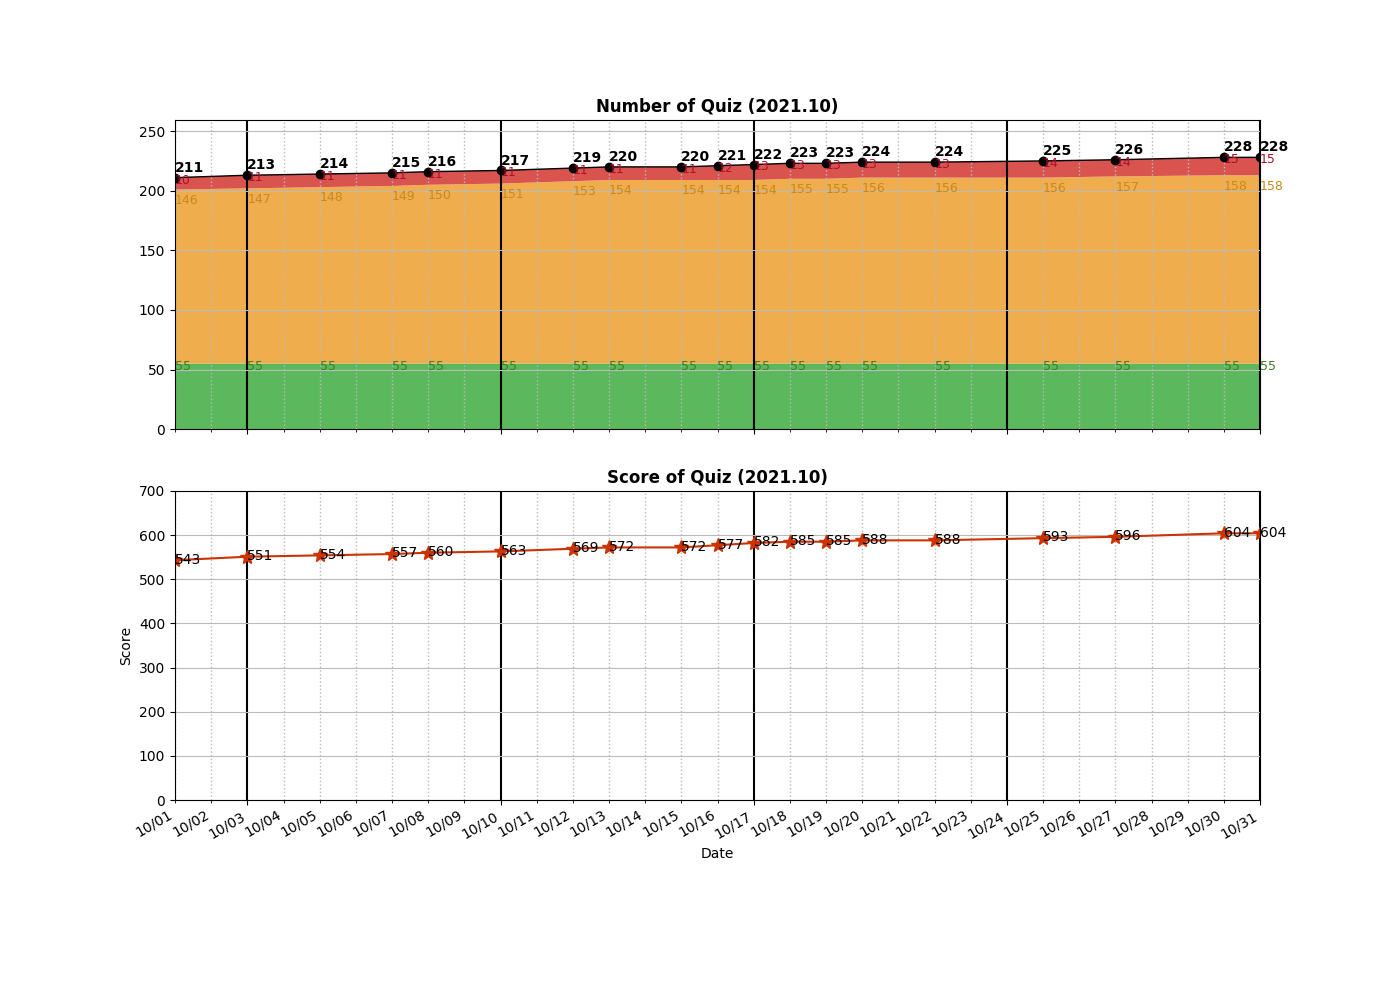 Number of Quiz (2021.10)
250
200
150
100
50
0
211 213 214 215 216 217 219 220 220 221 222 223 223 224 224 225 226 228 228
10 11 11 11 11 11 11 11 11 12 13 13 13 13 13 14 14 15 15
146 147 148 149 150 151 153 154 154 154 154 155 155 156 156 156 157 158 158
55 55 55 55 55 55 55 55 55 55 55 55 55 55 55 55 55 55 55
Score of Quiz (2021.10)
700
600
500
400
300
200
100
0
Score
543 551 554 557 560 563 569 572 572 577 582 585 585 588 588 593 596 604 604
10/01 10/02 10/03 10/04 10/05 10/06 10/07 10/08 10/09 10/10 10/11 10/12 10/13 10/14 10/15 10/16 10/17 10/18 10/19 10/20 10/21 10/22 10/23 10/24 10/25 10/26 10/27 10/28 10/29 10/30 10/31
Date